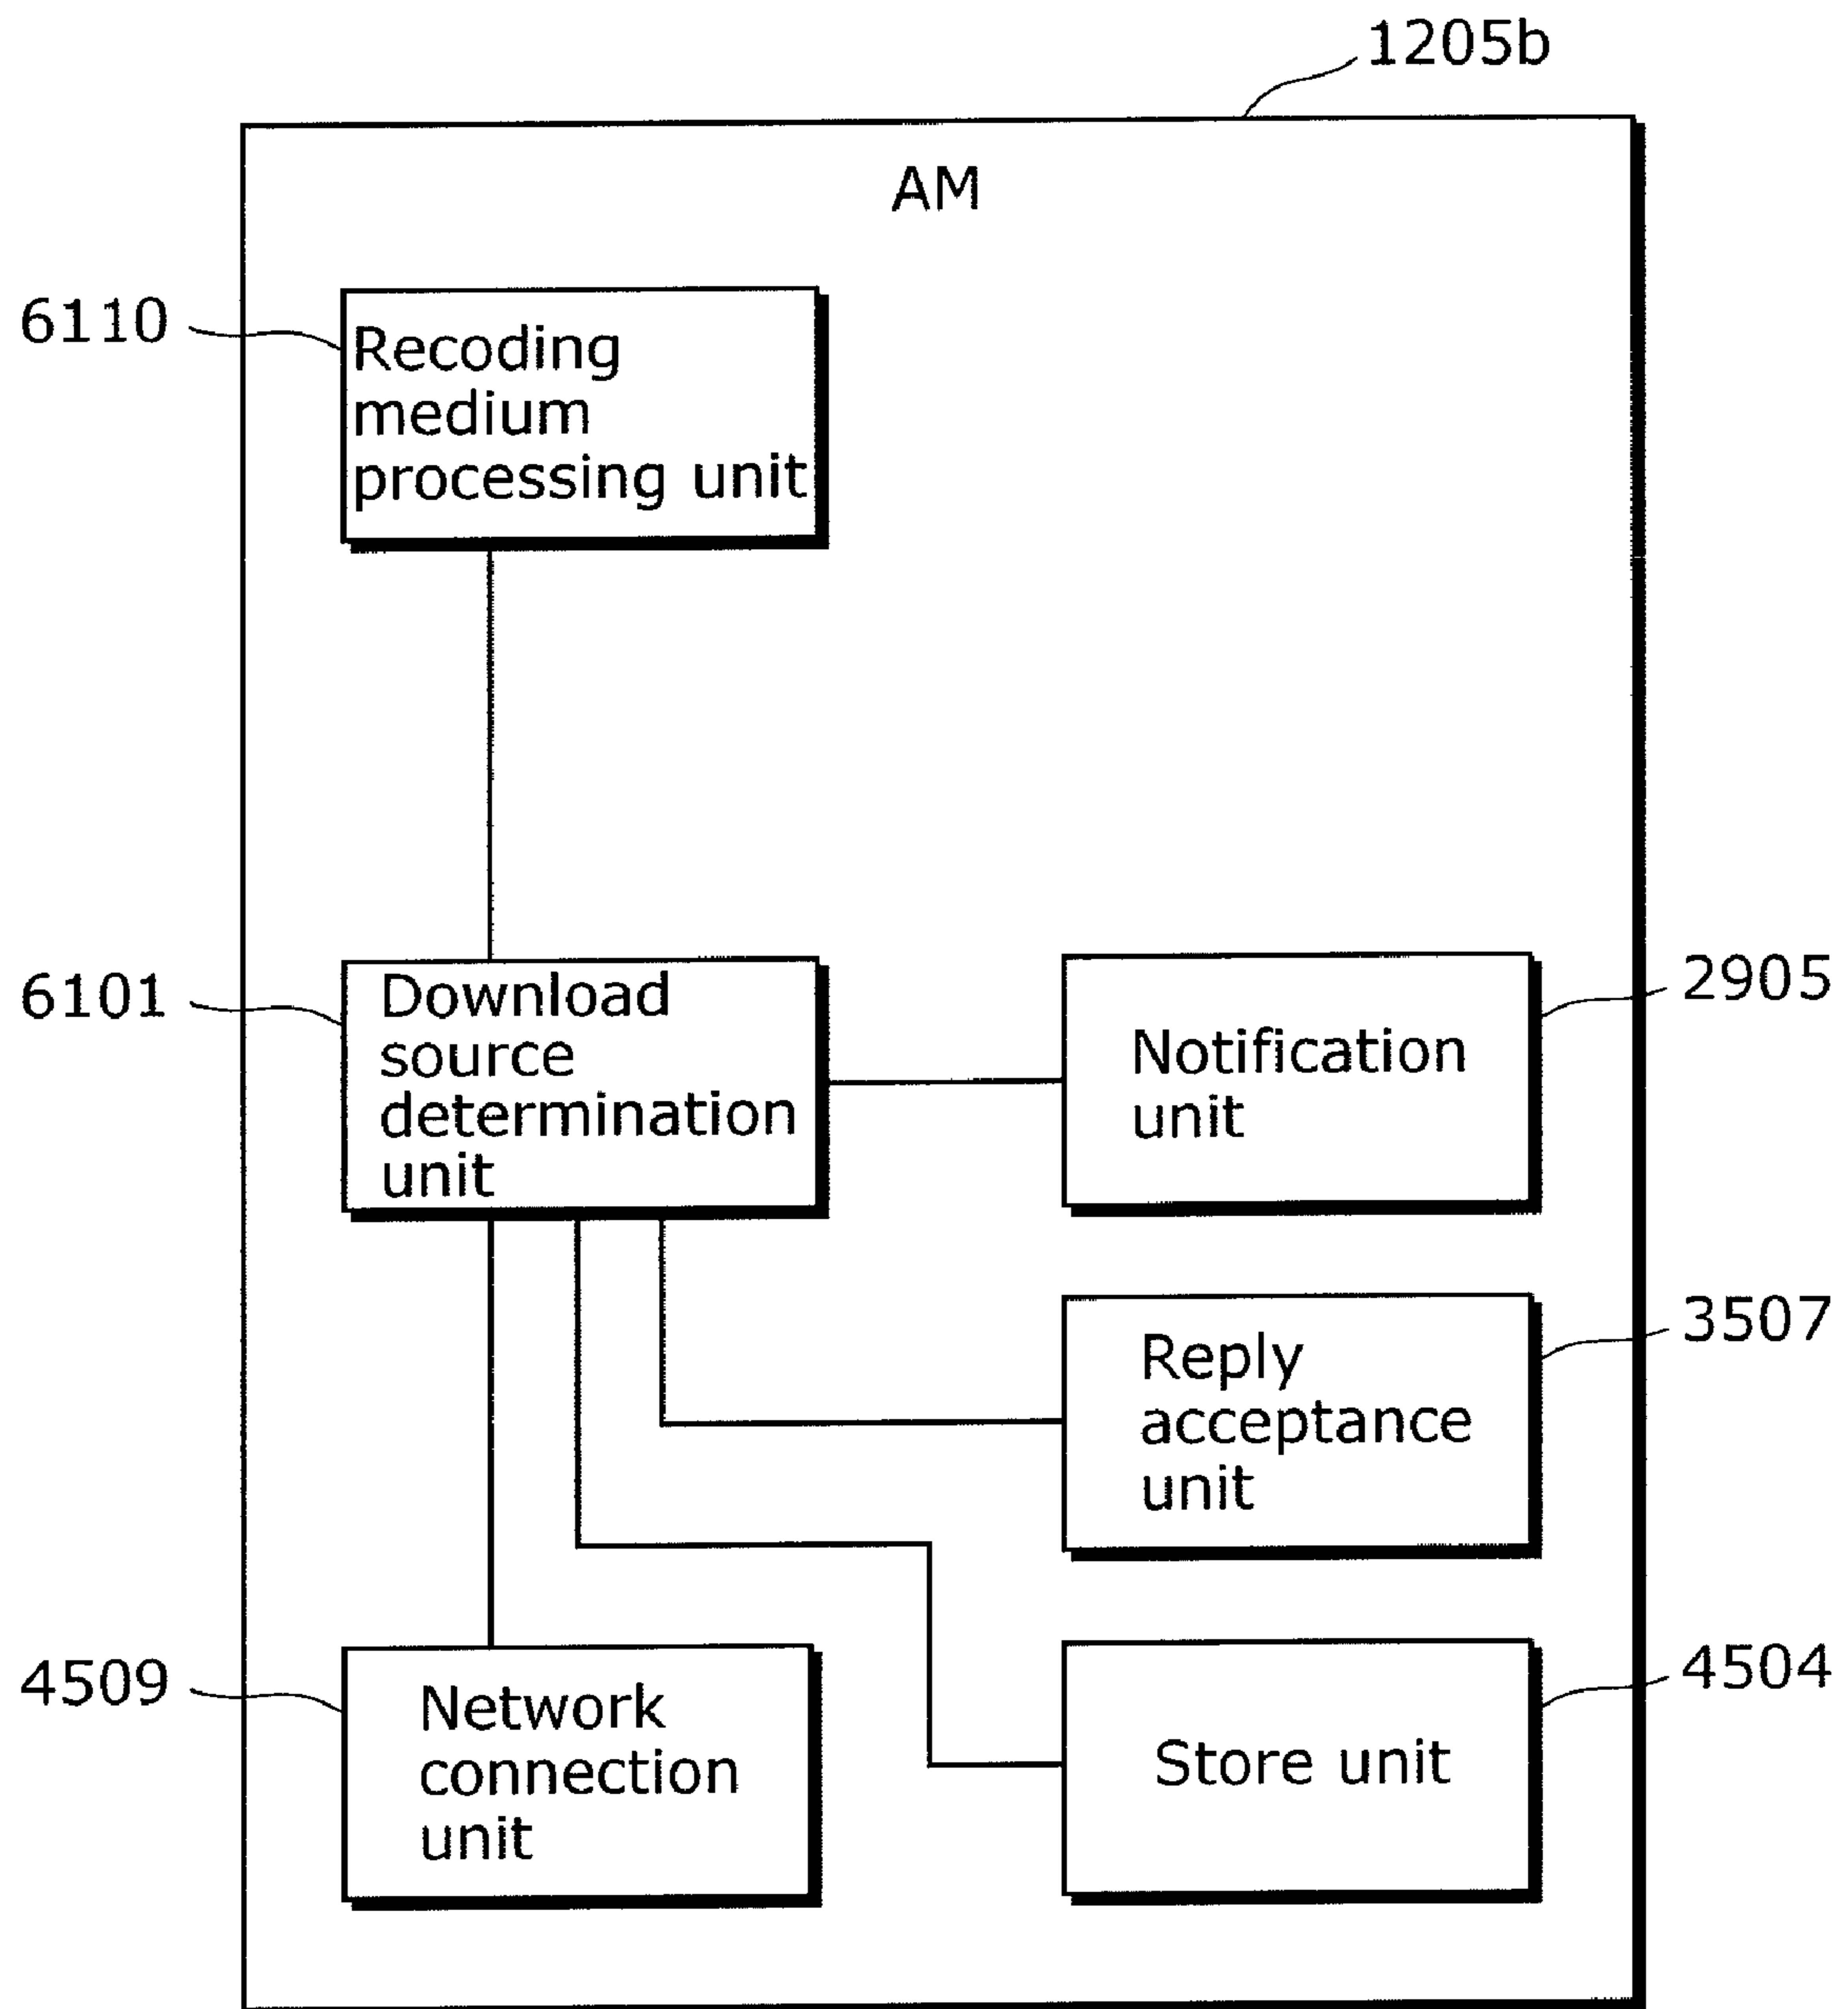 1205b
AM
6110
Recoding
medium
processing unit
6101
Download
source
determination
unit
2905
Notification
unit
3507
Reply
acceptance
unit
4509
Network
connection
unit
4504
Store unit